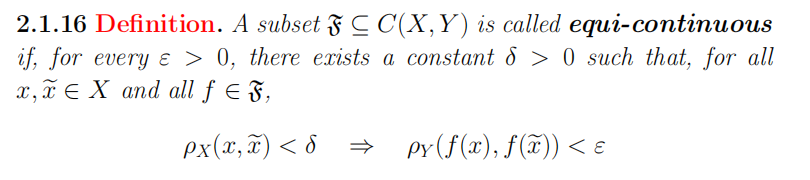 2.1.16 Definition. A subset 𝔉 ⊆ C(X, Y) is called equi-continuous
if, for every ε > 0, there exists a constant δ > 0 such that, for all
x, x̃ ∈ X and all f ∈ 𝔉,
ρ_X(x, x̃) < δ ⇒ ρ_Y(f(x), f(x̃)) < ε